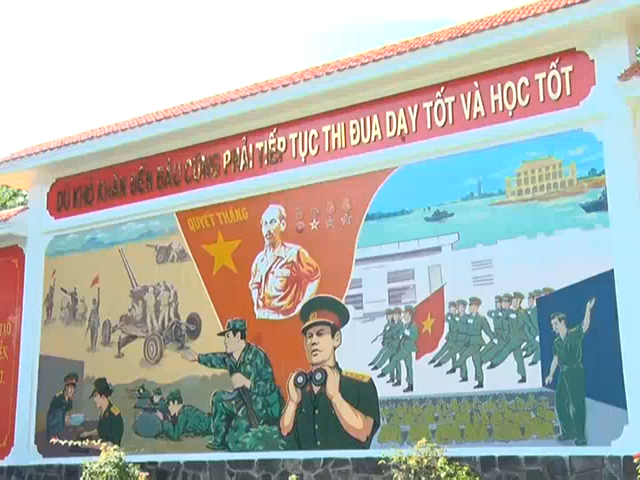 DÙ KHÓ KHĂN ĐẾN ĐÂU CŨNG PHẢI TIẾP TỤC THI ĐUA DẠY TỐT VÀ HỌC TỐT
QUYẾT THẮNG